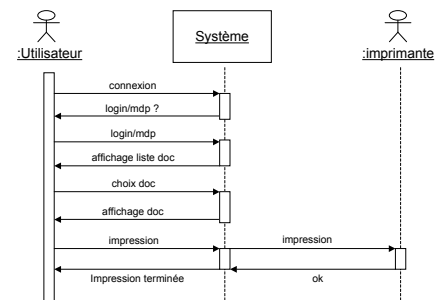 :Utilisateur
Système
:imprimante
connexion
login/mdp ?
login/mdp
affichage liste doc
choix doc
affichage doc
impression
impression
Impression terminée
ok